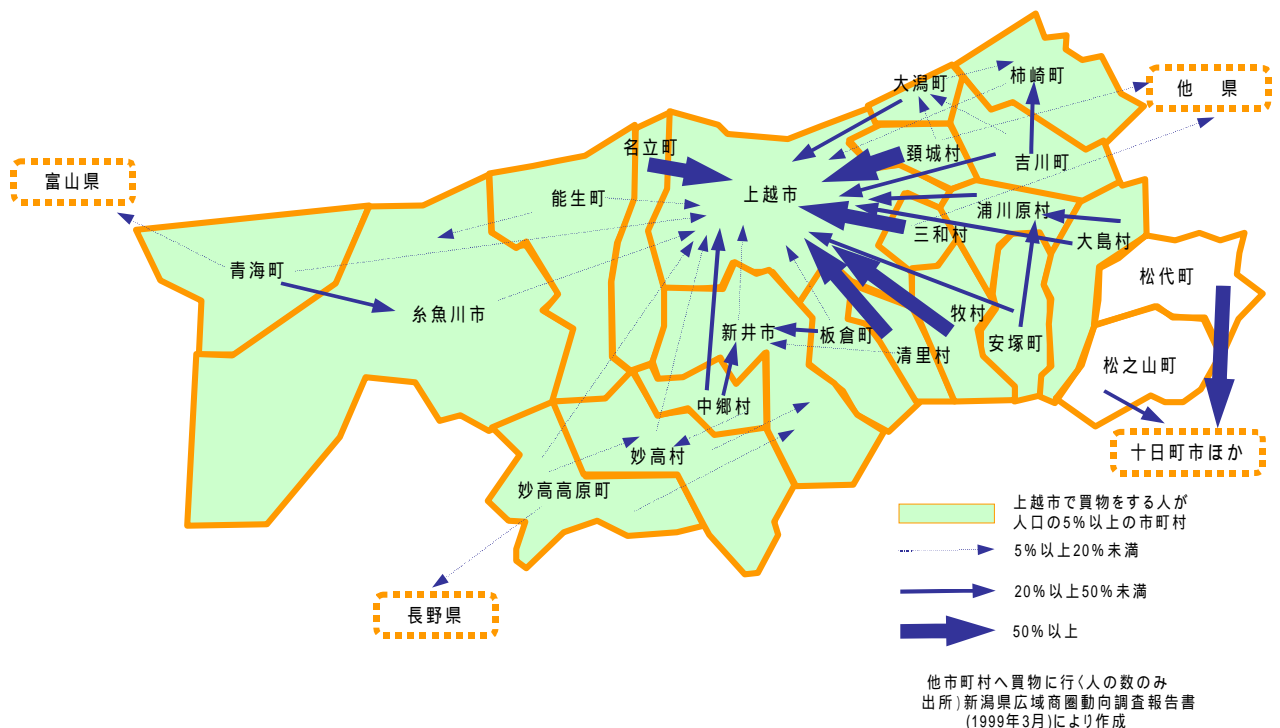 大潟町
柿崎町
他　県
名立町
頚城村
吉川町
富山県
能生町
上越市
浦川原村
三和村
大島村
青海町
松代町
糸魚川市
牧村
新井市
板倉町
安塚町
清里村
松之山町
中郷村
妙高村
十日町市ほか
妙高高原町
長野県
上越市で買物をする人が
人口の5%以上の市町村
5%以上20%未満
20%以上50%未満
50%以上
他市町村へ買物に行く人の数のみ
出所)新潟県広域商圏動向調査報告書
(1999年3月)により作成